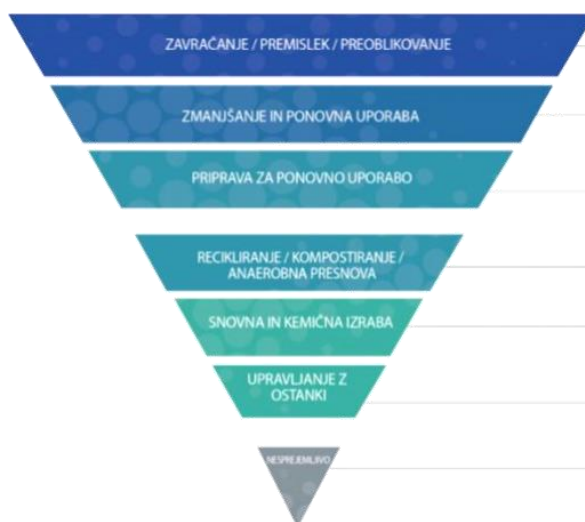 ZAVRAČANJE / PREMISLEK / PREOBLIKOVANJE
ZMANJŠANJE IN PONOVNA UPORABA
PRIPRAVA ZA PONOVNO UPORABO
RECIKLIRANJE / KOMPOSTIRANJE /
ANAEROBNA PRESNOVA
SNOVNA IN KEMIČNA IZRABA
UPRAVLJANJE Z
OSTANKI
NESPREJEMLJIVO